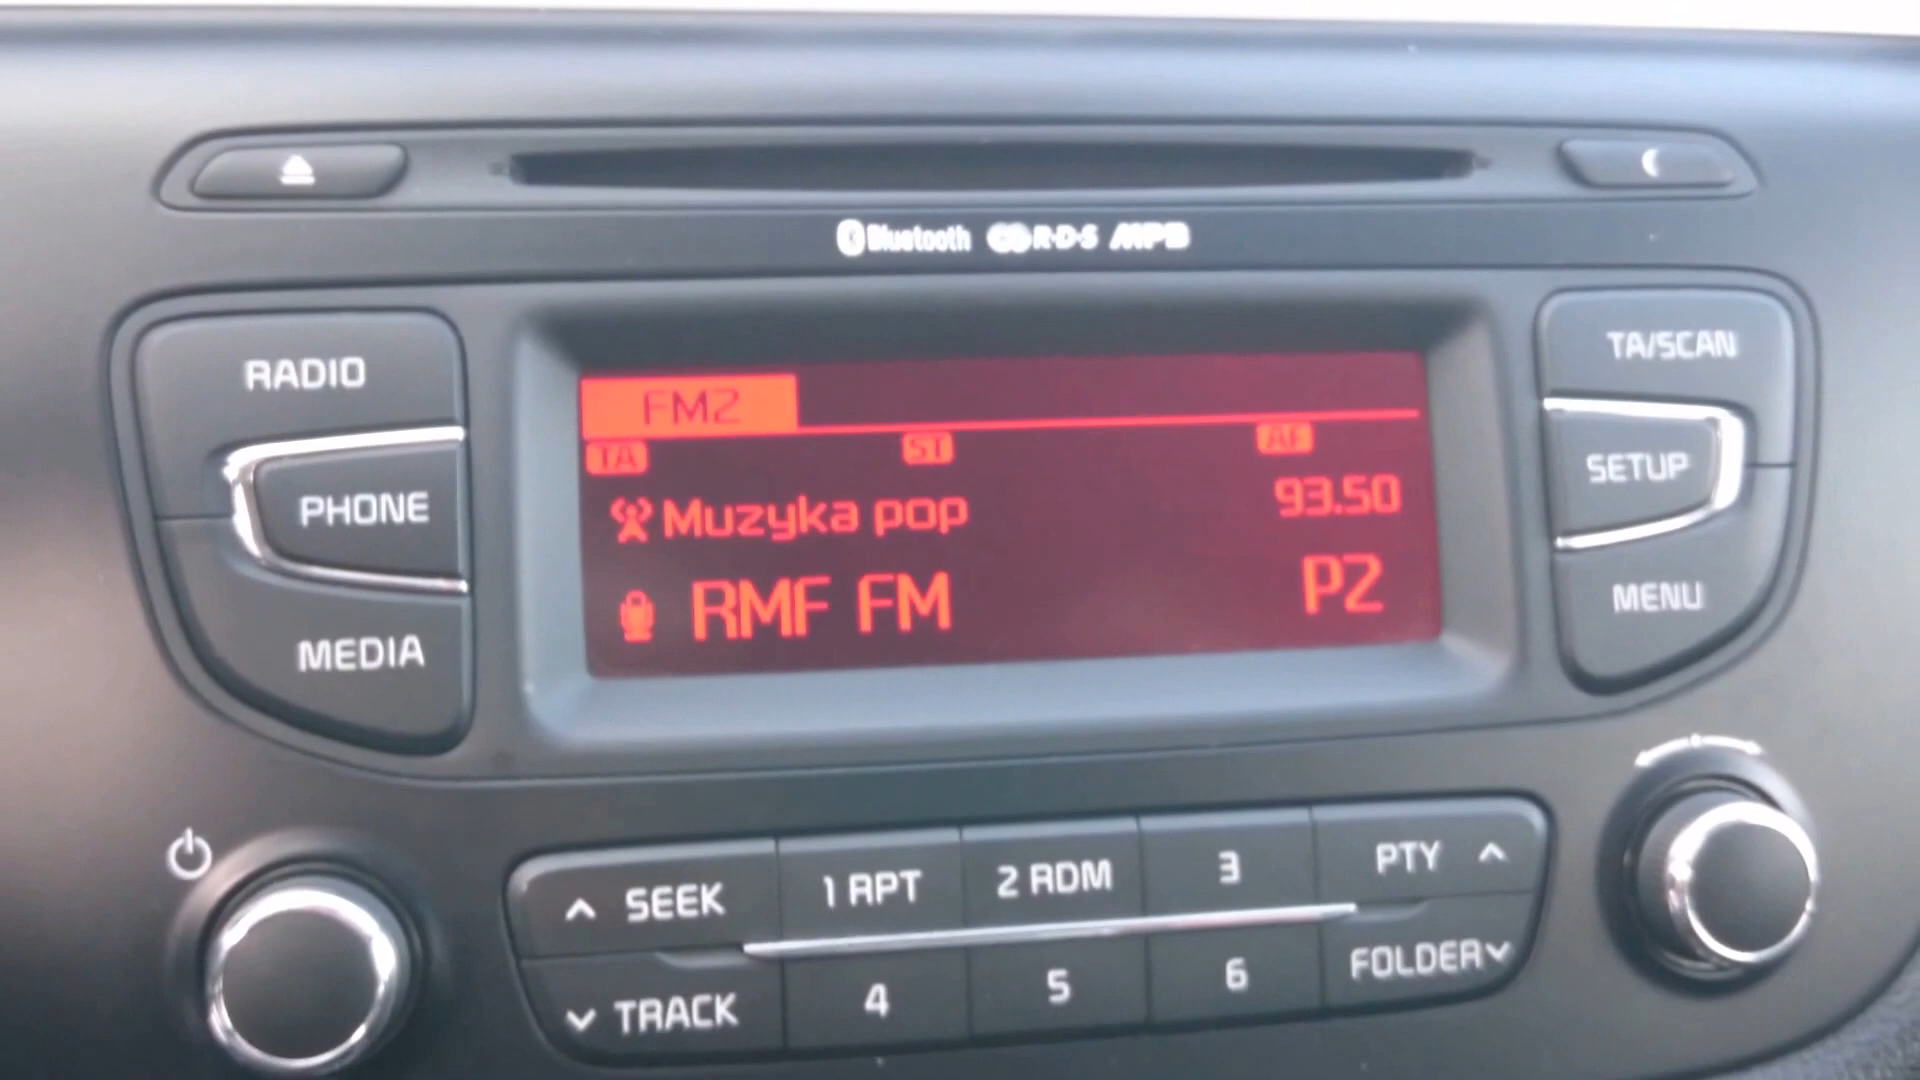 Bluetooth R·D·S MP3
RADIO
TA/SCAN
FM2
TA ST AF
PHONE
Muzyka pop 93.50
SETUP
RMF FM P2
MENU
MEDIA
SEEK 1 RPT 2 RDM 3 PTY
TRACK 4 5 6 FOLDER